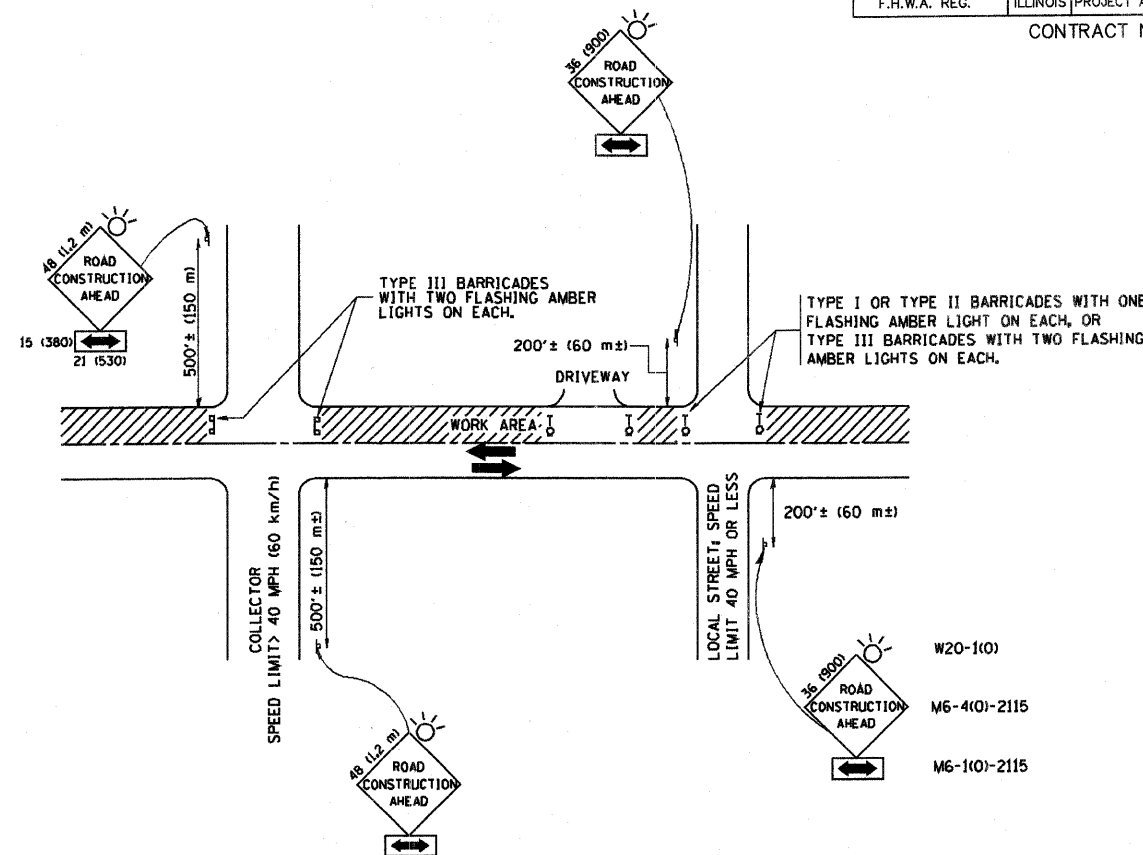 F.H.W.A. REG. ILLINOIS PROJECT A
CONTRACT N
36 (900)
ROAD
CONSTRUCTION
AHEAD
48 (1.2 m)
ROAD
CONSTRUCTION
AHEAD
15 (380)
21 (530)
500'± (150 m)
TYPE III BARRICADES
WITH TWO FLASHING AMBER
LIGHTS ON EACH.
200'± (60 m±)
DRIVEWAY
TYPE I OR TYPE II BARRICADES WITH ONE
FLASHING AMBER LIGHT ON EACH, OR
TYPE III BARRICADES WITH TWO FLASHING
AMBER LIGHTS ON EACH.
WORK AREA
COLLECTOR
SPEED LIMIT> 40 MPH (60 km/h)
500'± (150 m±)
LOCAL STREET: SPEED
LIMIT 40 MPH OR LESS
200'± (60 m±)
48 (1.2 m)
ROAD
CONSTRUCTION
AHEAD
36 (900)
ROAD
CONSTRUCTION
AHEAD
W20-1(O)
M6-4(O)-2115
M6-1(O)-2115